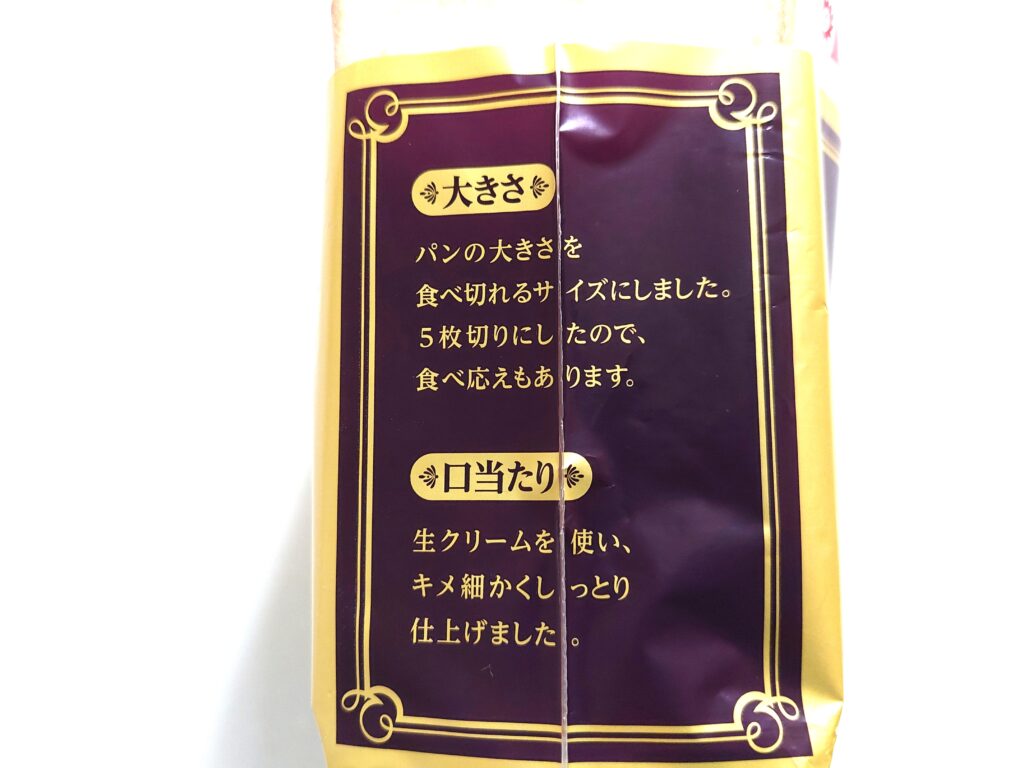 大きさ
パンの大きさを
食べ切れるサイズにしました。
5枚切りにしたので、
食べ応えもあります。
口当たり
生クリームを使い、
キメ細かくしっとり
仕上げました。